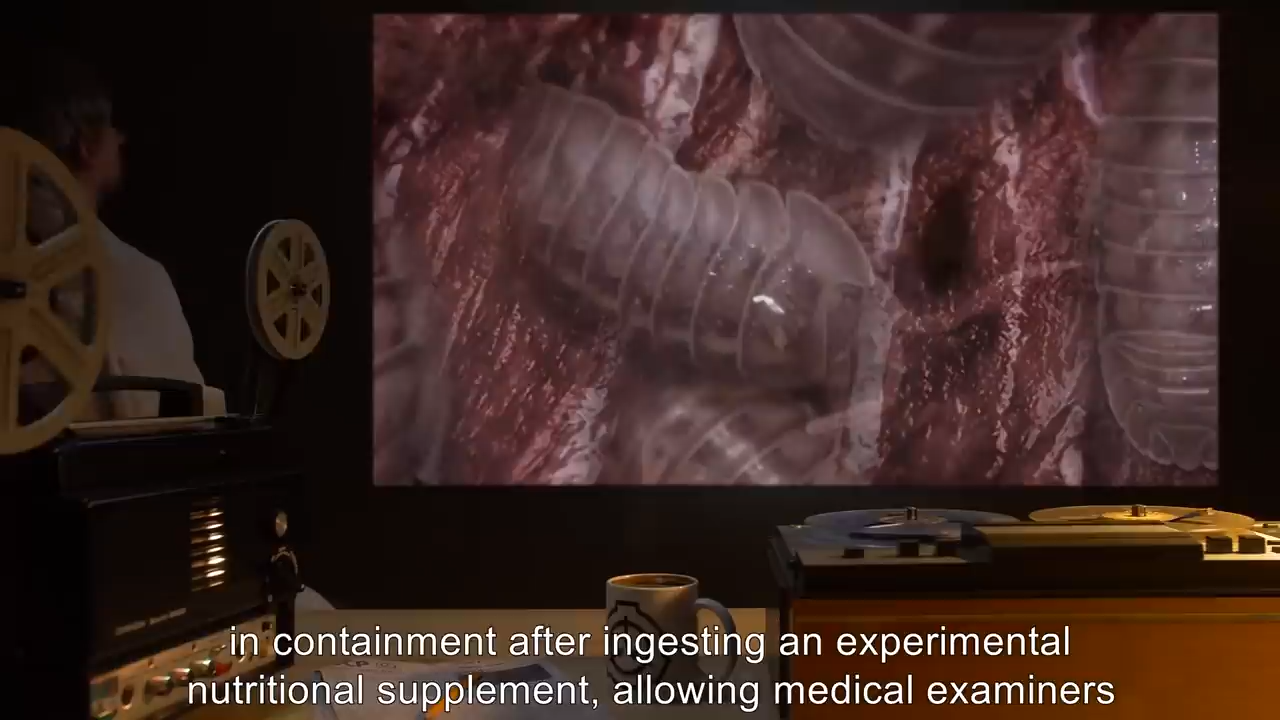 in containment after ingesting an experimental
nutritional supplement, allowing medical examiners